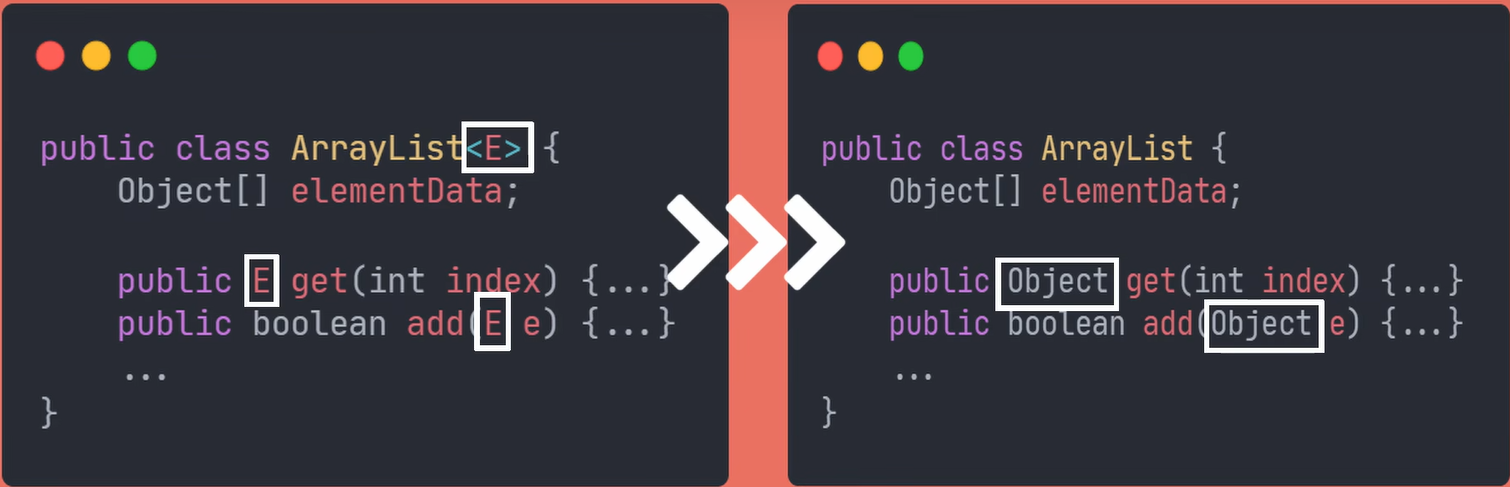 public class ArrayList<E> {
Object[] elementData;
public E get(int index) {...}
public boolean add(E e) {...}
...
}
public class ArrayList {
Object[] elementData;
public Object get(int index) {...}
public boolean add(Object e) {...}
...
}